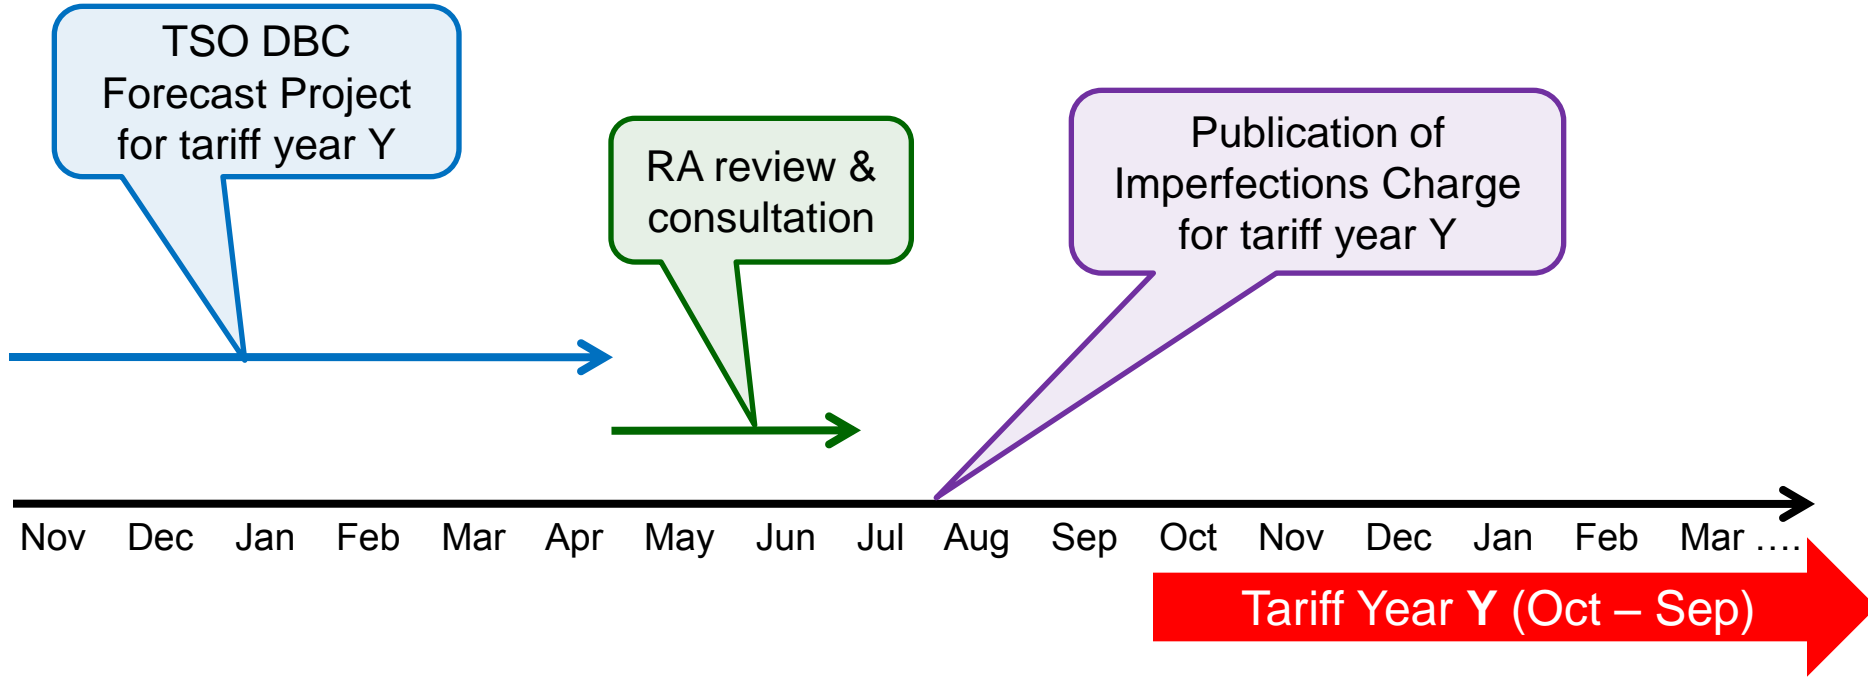 TSO DBC
Forecast Project
for tariff year Y
RA review &
consultation
Publication of
Imperfections Charge
for tariff year Y
Nov Dec Jan Feb Mar Apr May Jun Jul Aug Sep Oct Nov Dec Jan Feb Mar ….
Tariff Year Y (Oct – Sep)